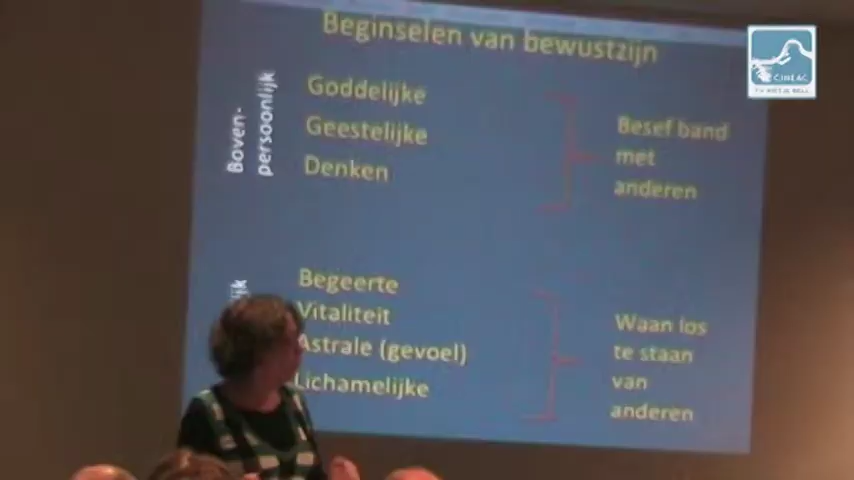 Beginselen van bewustzijn
Boven-
persoonlijk
Goddelijke
Geestelijke
Denken
Besef band
met
anderen
Begeerte
Vitaliteit
Astrale (gevoel)
Lichamelijke
Waan los
te staan
van
anderen
CINEAC